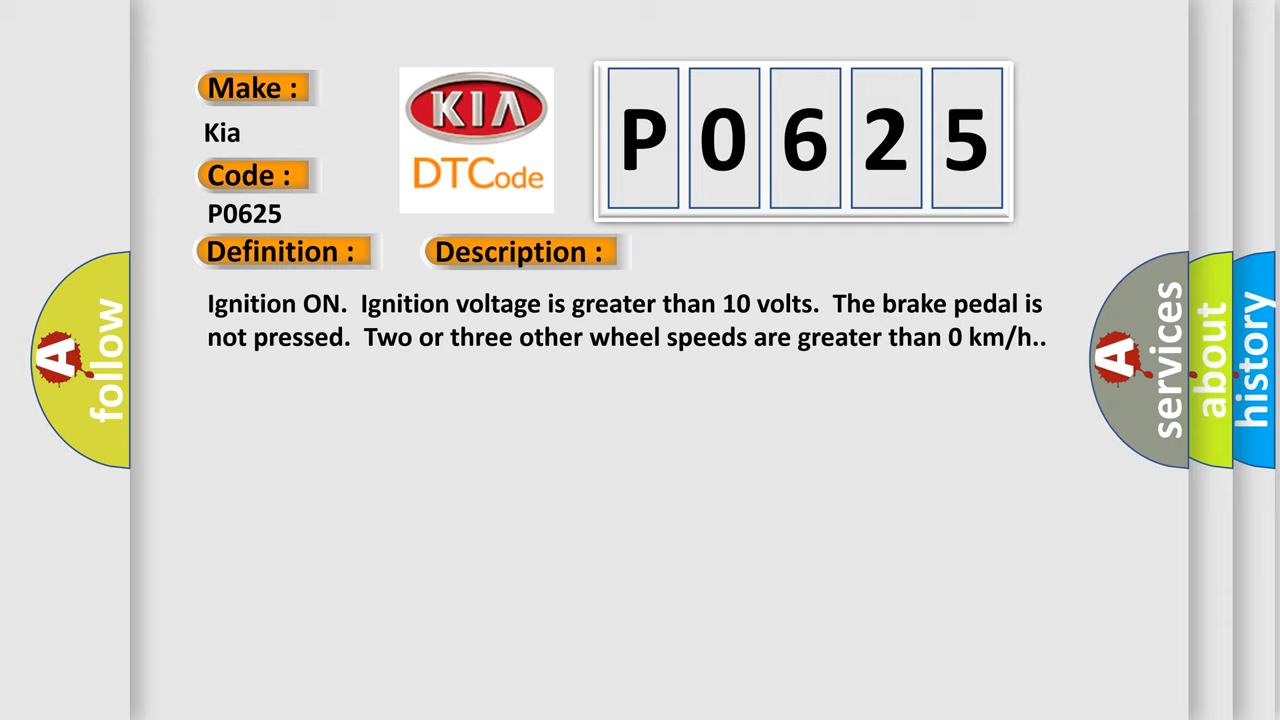 Make :
Kia
Code :
P0625
Definition :
Description :
KIA
DTCode
P0625
Ignition ON.  Ignition voltage is greater than 10 volts.  The brake pedal is
not pressed.  Two or three other wheel speeds are greater than 0 km/h..
A follow
A services
about
history